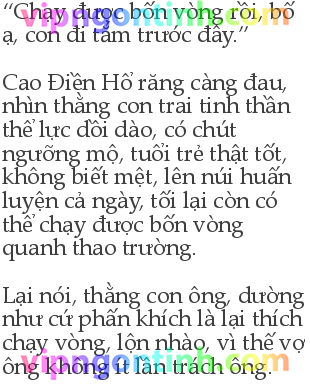 “Chạy được bốn vòng rồi, bố
ạ, con đi tắm trước đây.”
Cao Điền Hổ răng càng đau,
nhìn thằng con trai tinh thần
thể lực dồi dào, có chút
ngưỡng mộ, tuổi trẻ thật tốt,
không biết mệt, lên núi huấn
luyện cả ngày, tối lại còn có
thể chạy được bốn vòng
quanh thao trường.
Lại nói, thằng con ông, dường
như cứ phấn khích là lại thích
chạy vòng, lộn nhào, vì thế vợ
ông không ít lần trách ông.
vipngontinh.com
vipngontinh.com